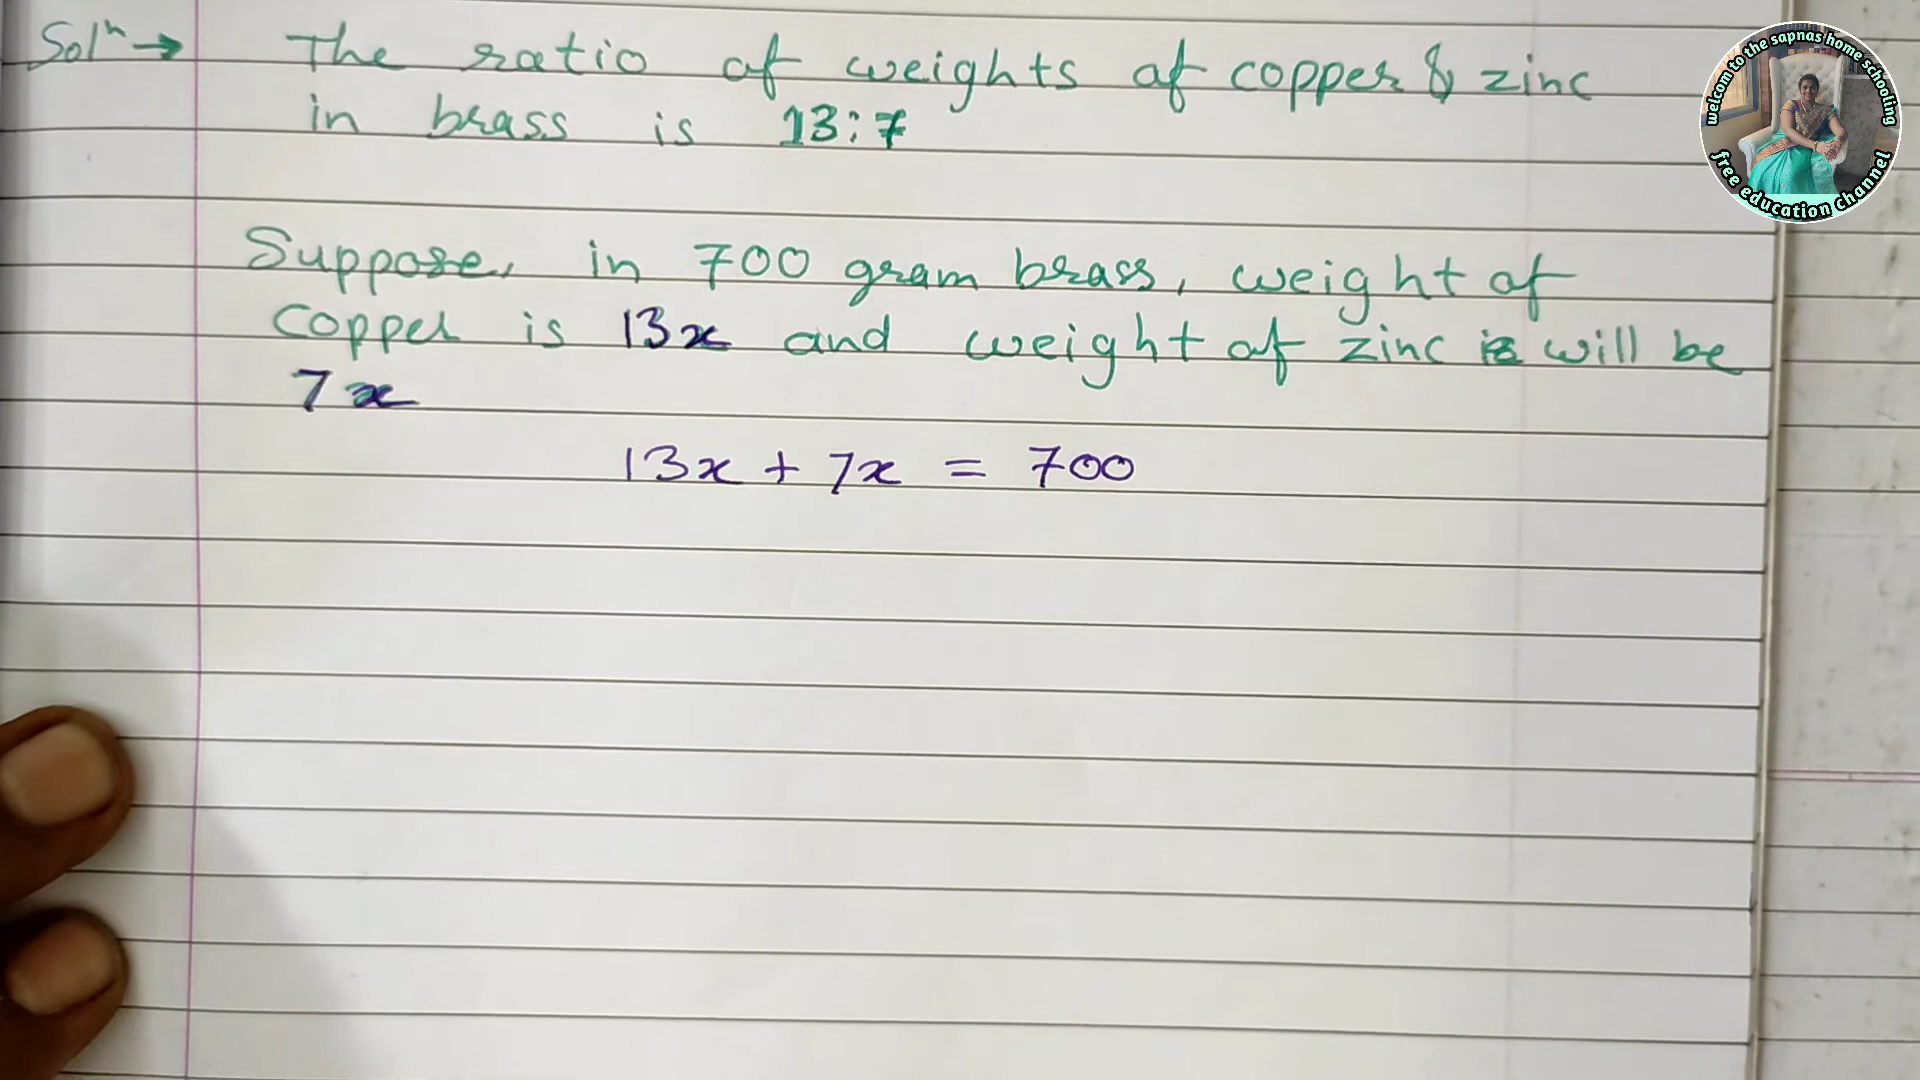 Solⁿ → The ratio of weights of copper & zinc
in brass is 13:7
Suppose, in 700 gram brass, weight of
copper is 13x and weight of zinc is will be
7x
13x + 7x = 700
welcom to the sapnas home schooling
free education channel